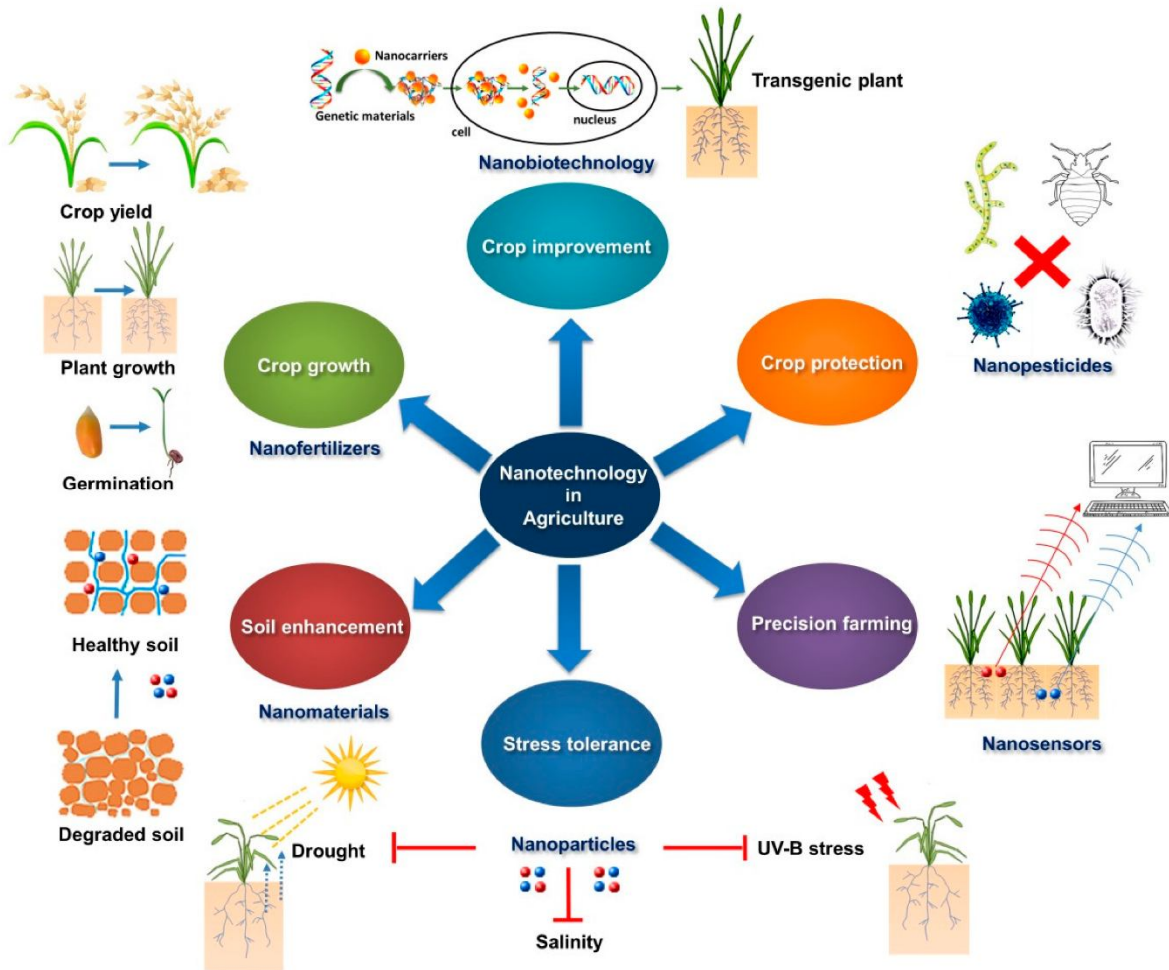 Nanocarriers
Genetic materials
cell
nucleus
Transgenic plant
Nanobiotechnology
Crop improvement
Crop yield
Plant growth
Germination
Crop growth
Nanofertilizers
Crop protection
Nanopesticides
Nanotechnology
in
Agriculture
Healthy soil
Degraded soil
Soil enhancement
Nanomaterials
Precision farming
Nanosensors
Stress tolerance
Nanoparticles
Drought
UV-B stress
Salinity